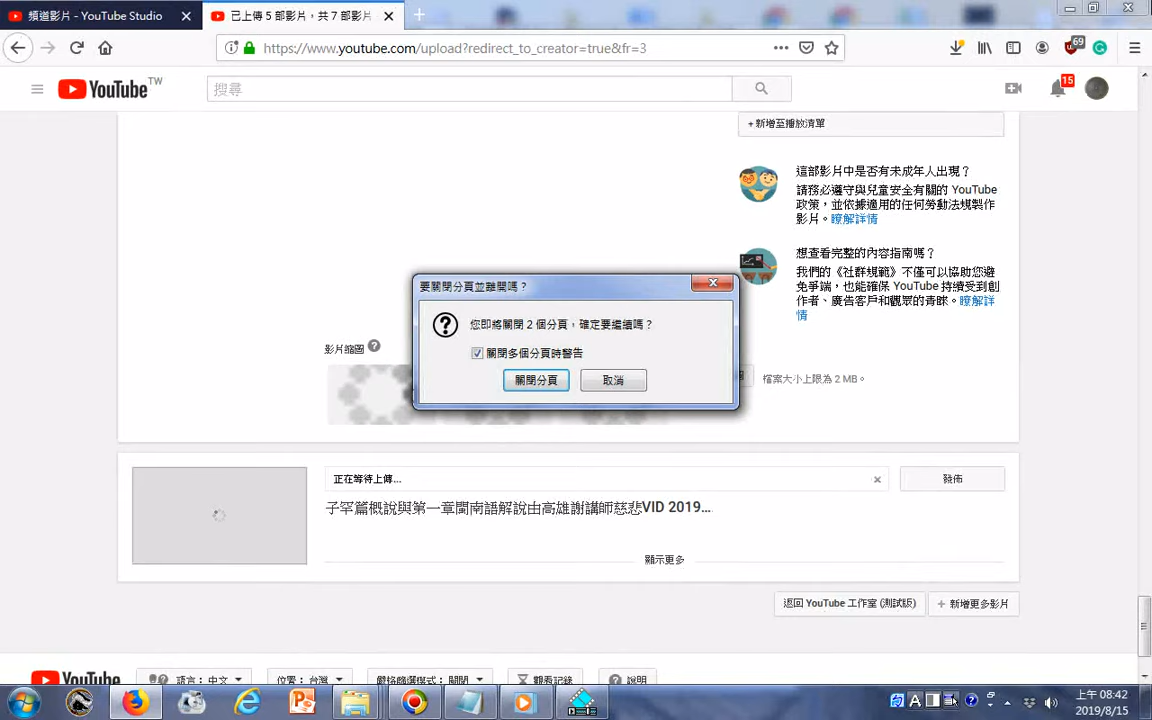 頻道影片 - YouTube Studio
已上傳 5 部影片，共 7 部影片
https://www.youtube.com/upload?redirect_to_creator=true&fr=3
69
YouTube TW
搜尋
15
+ 新增至播放清單
這部影片中是否有未成年人出現？
請務必遵守與兒童安全有關的 YouTube
政策，並依據適用的任何勞動法規製作
影片。瞭解詳情
想查看完整的內容指南嗎？
我們的《社群規範》不僅可以協助您避
免爭端，也能確保 YouTube 持續受到創
作者、廣告客戶和觀眾的青睞。瞭解詳
情
要關閉分頁並離開嗎？
您即將關閉 2 個分頁，確定要繼續嗎？
關閉多個分頁時警告
關閉分頁
取消
影片縮圖
檔案大小上限為 2 MB。
正在等待上傳...
發佈
子罕篇概說與第一章閩南語解說由高雄謝講師慈悲VID 2019...
顯示更多
返回 YouTube 工作室 (測試版)
+ 新增更多影片
YouTube
語言：中文
位置：台灣
嚴格篩選模式：關閉
觀看記錄
說明
上午 08:42
2019/8/15